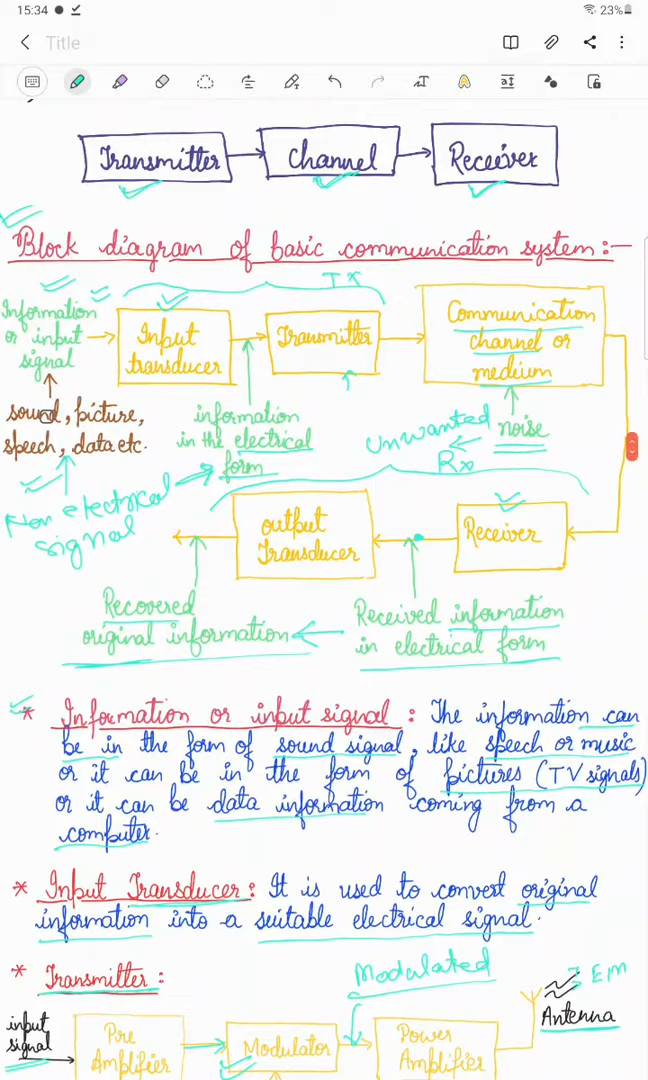 15:34
23%
Title
Transmitter
Channel
Receiver
Block diagram of basic communication system:-
Tx
Information
or input
signal
Input
transducer
Transmitter
Communication
channel or
medium
sound, picture,
speech, data etc.
information
in the electrical
form
Unwanted
noise
Rx
Non electrical
signal
output
Transducer
Receiver
Recovered
original information
Received information
in electrical form
* Information or input signal : The information can
be in the form of sound signal, like speech or music
or it can be in the form of pictures (TV signals)
or it can be data information coming from a
computer.
* Input Transducer: It is used to convert original
information into a suitable electrical signal.
* Transmitter :
Modulated
EM
Antenna
input
signal
Pre
Amplifier
Modulator
Power
Amplifier